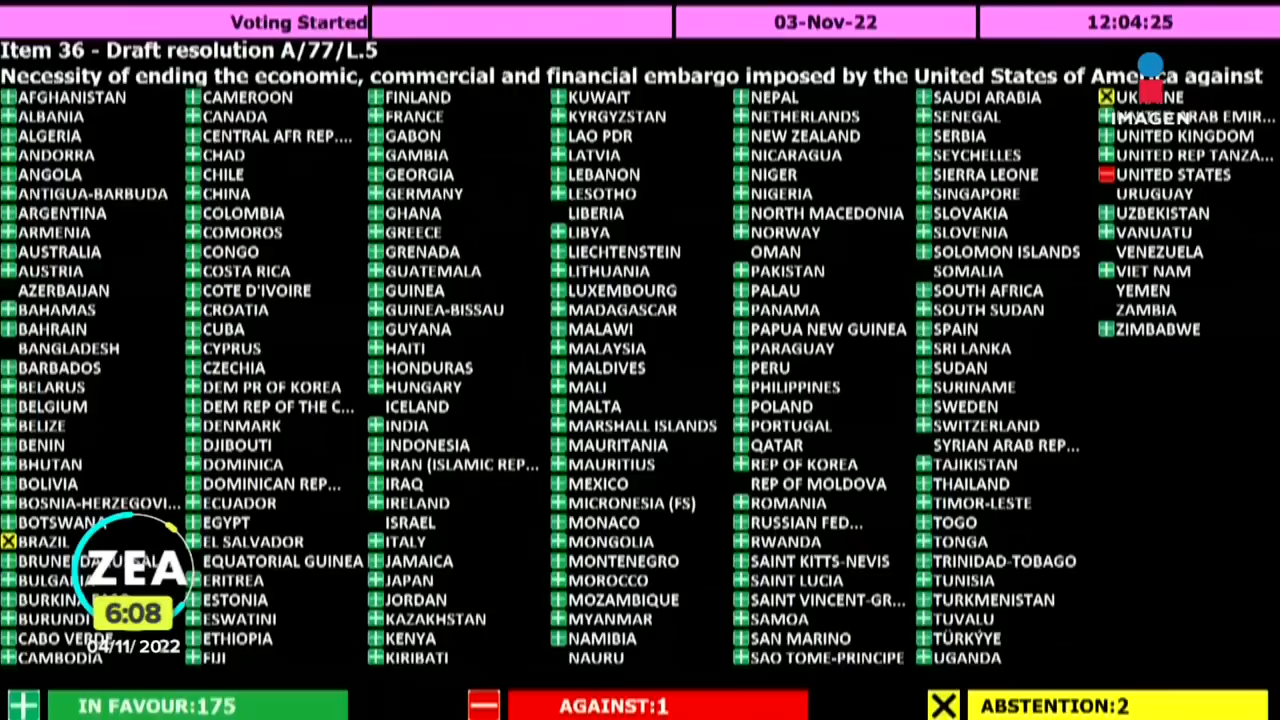 Voting Started 03-Nov-22 12:04:25
Item 36 - Draft resolution A/77/L.5
Necessity of ending the economic, commercial and financial embargo imposed by the United States of America against
AFGHANISTAN
ALBANIA
ALGERIA
ANDORRA
ANGOLA
ANTIGUA-BARBUDA
ARGENTINA
ARMENIA
AUSTRALIA
AUSTRIA
AZERBAIJAN
BAHAMAS
BAHRAIN
BANGLADESH
BARBADOS
BELARUS
BELGIUM
BELIZE
BENIN
BHUTAN
BOLIVIA
BOSNIA-HERZEGOVI...
BOTSWANA
BRAZIL
BURUNDI
CABO VERDE
CAMBODIA
CAMEROON
CANADA
CENTRAL AFR REP....
CHAD
CHILE
CHINA
COLOMBIA
COMOROS
CONGO
COSTA RICA
COTE D'IVOIRE
CROATIA
CUBA
CYPRUS
CZECHIA
DEM PR OF KOREA
DEM REP OF THE C...
DENMARK
DJIBOUTI
DOMINICA
DOMINICAN REP...
ECUADOR
EGYPT
EL SALVADOR
EQUATORIAL GUINEA
ERITREA
ESTONIA
ESWATINI
ETHIOPIA
FIJI
FINLAND
FRANCE
GABON
GAMBIA
GEORGIA
GERMANY
GHANA
GREECE
GRENADA
GUATEMALA
GUINEA
GUINEA-BISSAU
GUYANA
HAITI
HONDURAS
HUNGARY
ICELAND
INDIA
INDONESIA
IRAN (ISLAMIC REP...
IRAQ
IRELAND
ISRAEL
ITALY
JAMAICA
JAPAN
JORDAN
KAZAKHSTAN
KENYA
KIRIBATI
KUWAIT
KYRGYZSTAN
LAO PDR
LATVIA
LEBANON
LESOTHO
LIBERIA
LIBYA
LIECHTENSTEIN
LITHUANIA
LUXEMBOURG
MADAGASCAR
MALAWI
MALAYSIA
MALDIVES
MALI
MALTA
MARSHALL ISLANDS
MAURITANIA
MAURITIUS
MEXICO
MICRONESIA (FS)
MONACO
MONGOLIA
MONTENEGRO
MOROCCO
MOZAMBIQUE
MYANMAR
NAMIBIA
NAURU
NEPAL
NETHERLANDS
NEW ZEALAND
NICARAGUA
NIGER
NIGERIA
NORTH MACEDONIA
NORWAY
OMAN
PAKISTAN
PALAU
PANAMA
PAPUA NEW GUINEA
PARAGUAY
PERU
PHILIPPINES
POLAND
PORTUGAL
QATAR
REP OF KOREA
REP OF MOLDOVA
ROMANIA
RUSSIAN FED...
RWANDA
SAINT KITTS-NEVIS
SAINT LUCIA
SAINT VINCENT-GR...
SAMOA
SAN MARINO
SAO TOME-PRINCIPE
SAUDI ARABIA
SENEGAL
SERBIA
SEYCHELLES
SIERRA LEONE
SINGAPORE
SLOVAKIA
SLOVENIA
SOLOMON ISLANDS
SOMALIA
SOUTH AFRICA
SOUTH SUDAN
SPAIN
SRI LANKA
SUDAN
SURINAME
SWEDEN
SWITZERLAND
SYRIAN ARAB REP...
TAJIKISTAN
THAILAND
TIMOR-LESTE
TOGO
TONGA
TRINIDAD-TOBAGO
TUNISIA
TURKMENISTAN
TUVALU
TÜRKÝYE
UGANDA
UKRAINE
ARAB EMIR...
UNITED KINGDOM
UNITED REP TANZA...
UNITED STATES
URUGUAY
UZBEKISTAN
VANUATU
VENEZUELA
VIET NAM
YEMEN
ZAMBIA
ZIMBABWE
IMAGEN
ZEA
6:08
04/11/2022
IN FAVOUR:175 AGAINST:1 ABSTENTION:2